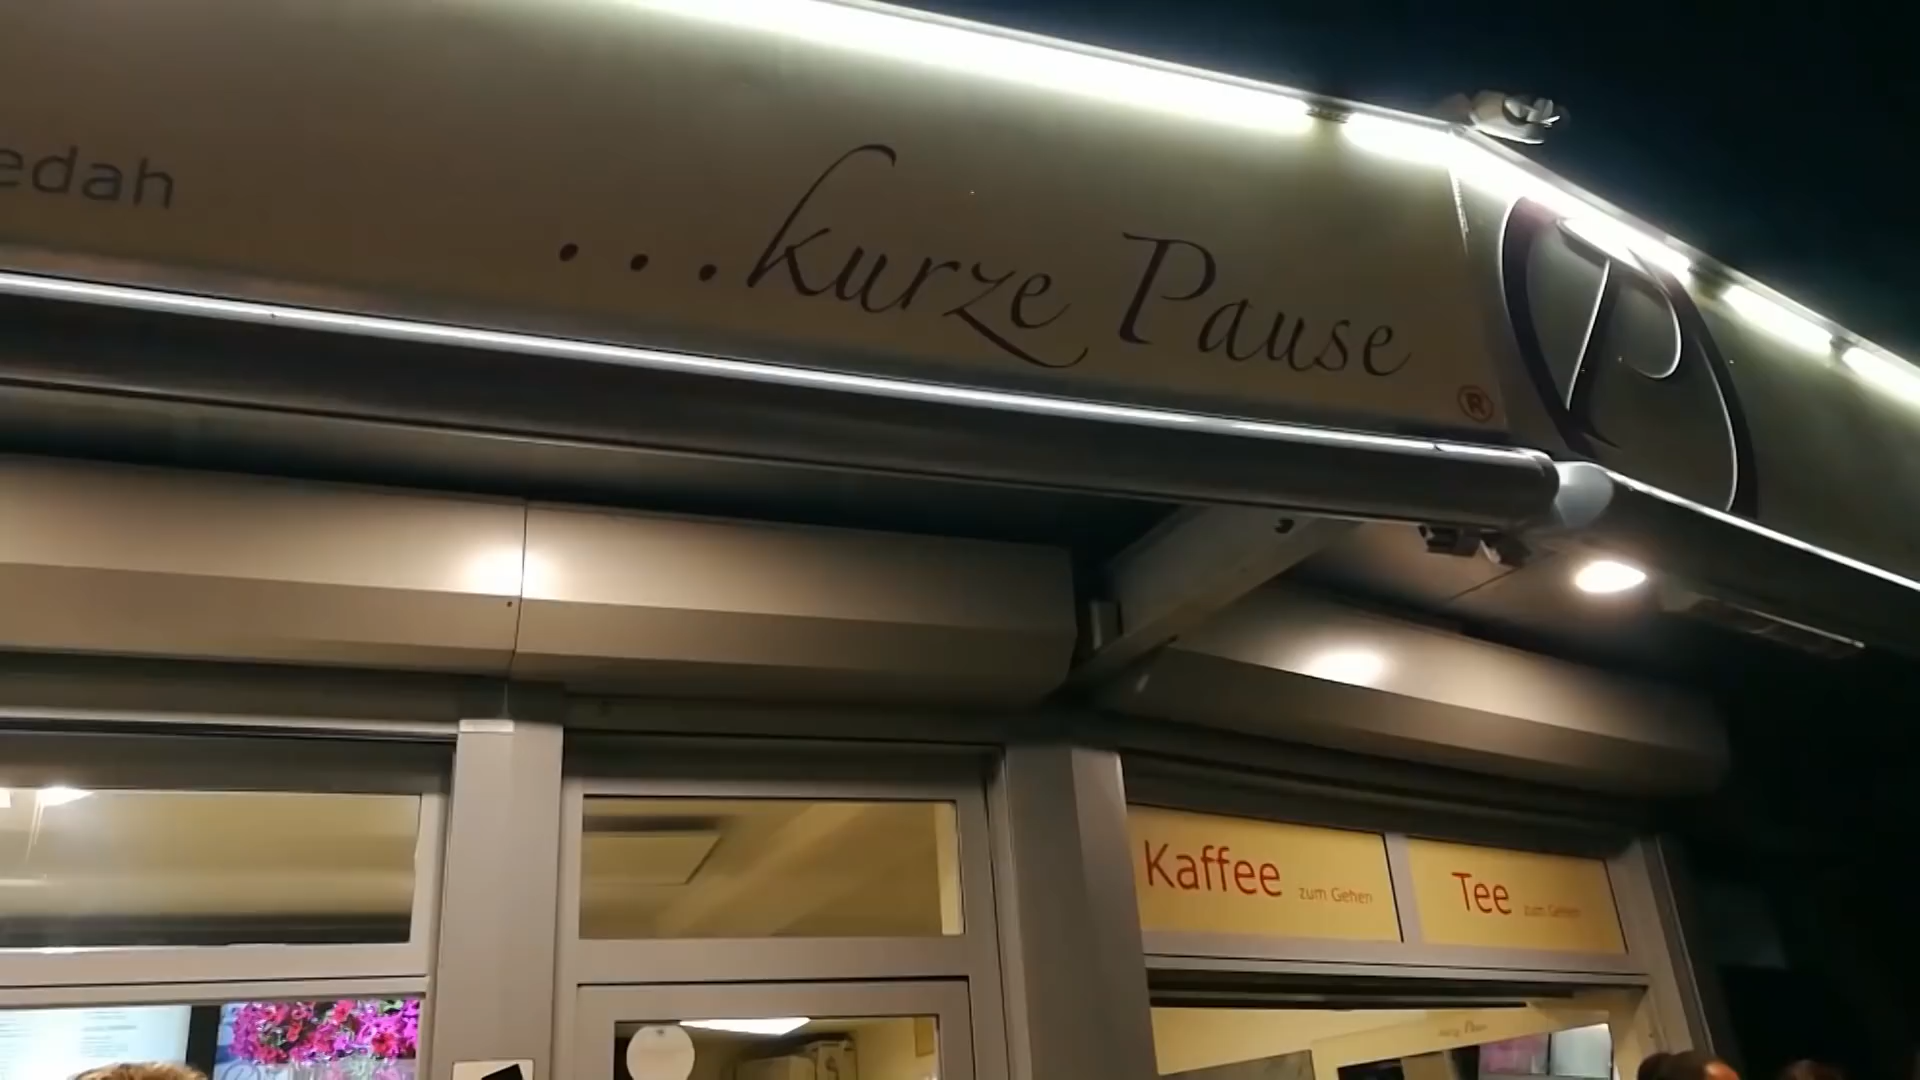 edah
...kurze Pause
®
P
Kaffee zum Gehen
Tee zum Gehen